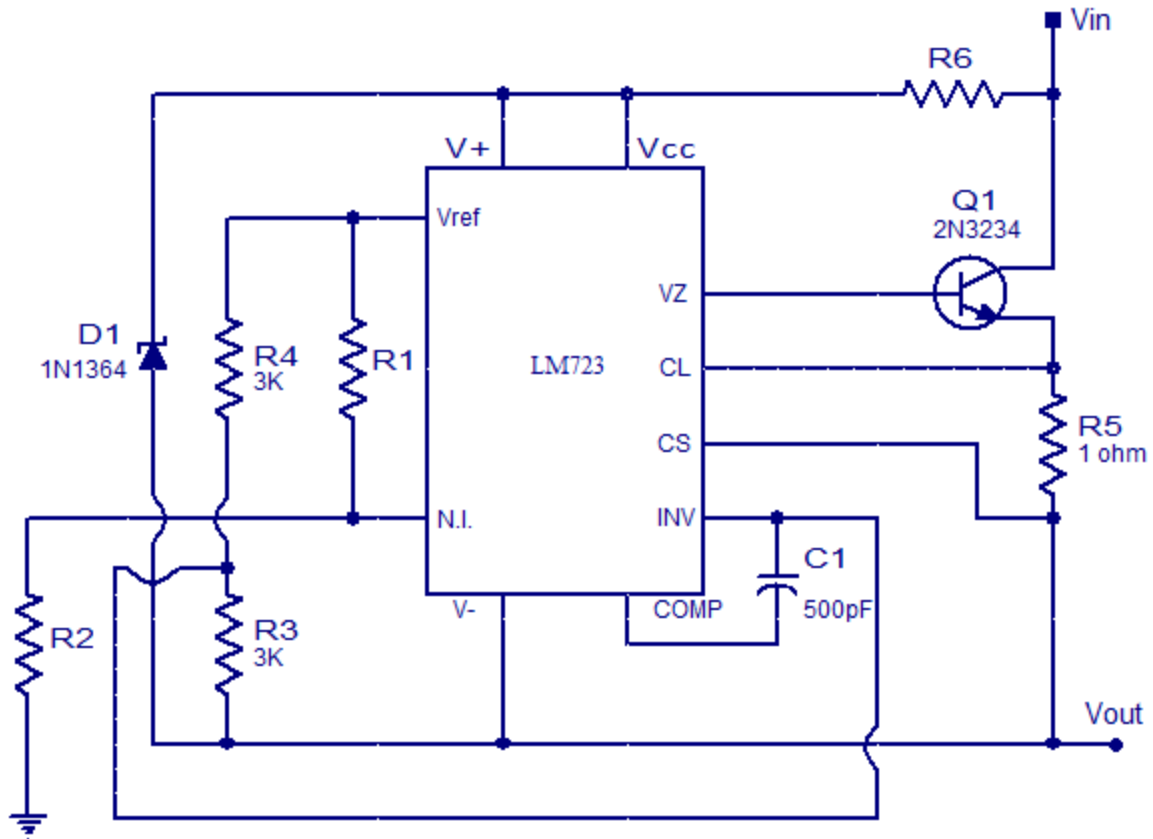 Vin
R6
V+
Vcc
Vref
Q1
2N3234
VZ
D1
1N1364
R4
3K
R1
LM723
CL
CS
R5
1 ohm
N.I.
INV
C1
500pF
V-
COMP
R2
R3
3K
Vout